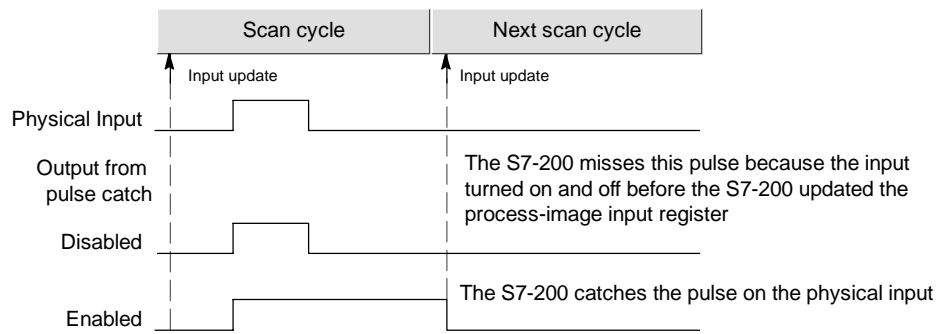 Scan cycle
Next scan cycle
Input update
Input update
Physical Input
Output from
pulse catch
The S7-200 misses this pulse because the input
turned on and off before the S7-200 updated the
process-image input register
Disabled
The S7-200 catches the pulse on the physical input
Enabled